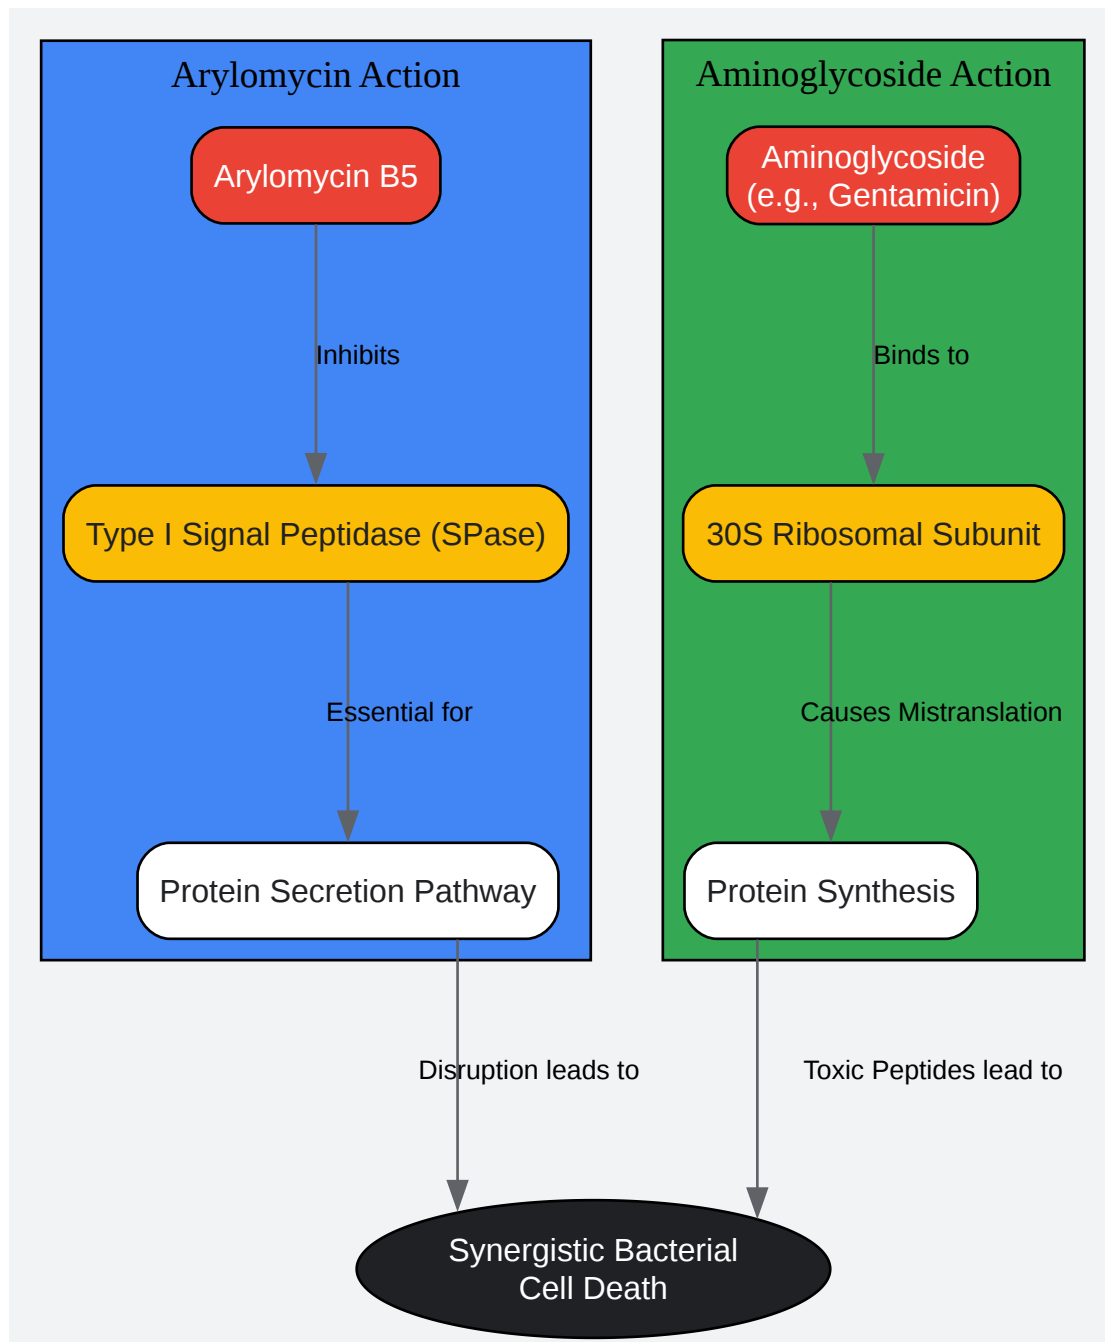 Arylomycin Action
Arylomycin B5
Inhibits
Type I Signal Peptidase (SPase)
Essential for
Protein Secretion Pathway
Disruption leads to
Aminoglycoside Action
Aminoglycoside
(e.g., Gentamicin)
Binds to
30S Ribosomal Subunit
Causes Mistranslation
Protein Synthesis
Toxic Peptides lead to
Synergistic Bacterial
Cell Death